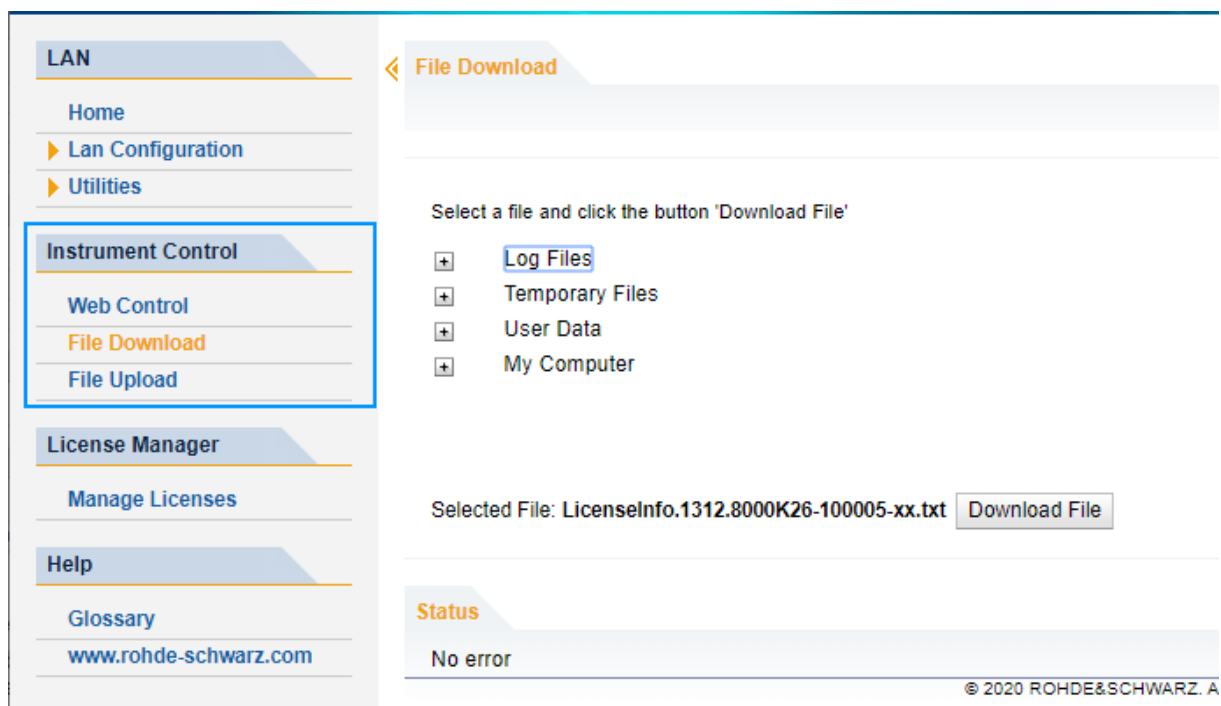 LAN
Home
Lan Configuration
Utilities
Instrument Control
Web Control
File Download
File Upload
License Manager
Manage Licenses
Help
Glossary
www.rohde-schwarz.com
File Download
Select a file and click the button 'Download File'
Log Files
Temporary Files
User Data
My Computer
Selected File: LicenseInfo.1312.8000K26-100005-xx.txt Download File
Status
No error
© 2020 ROHDE&SCHWARZ. A